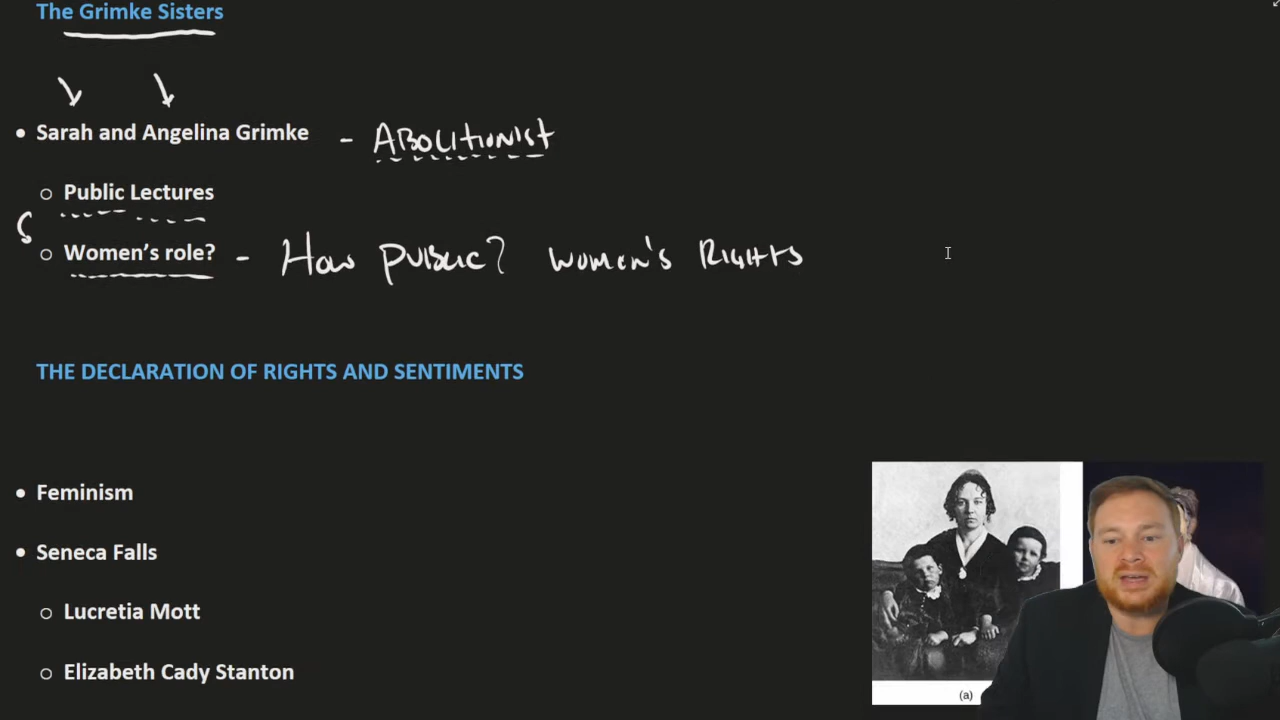 The Grimke Sisters
• Sarah and Angelina Grimke - Abolitionist
○ Public Lectures
○ Women's role? - How public? Women's Rights
THE DECLARATION OF RIGHTS AND SENTIMENTS
• Feminism
• Seneca Falls
○ Lucretia Mott
○ Elizabeth Cady Stanton
(a)